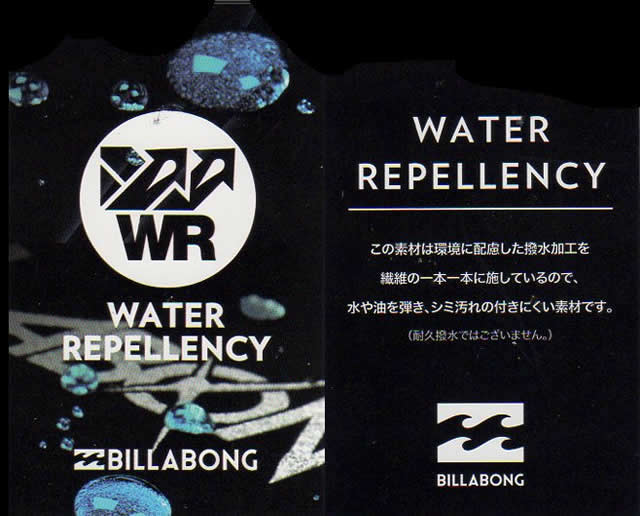 WR
WATER
REPELLENCY
BILLABONG
WATER
REPELLENCY
この素材は環境に配慮した撥水加工を
繊維の一本一本に施しているので、
水や油を弾き、シミ汚れの付きにくい素材です。
(耐久撥水ではございません。)
BILLABONG